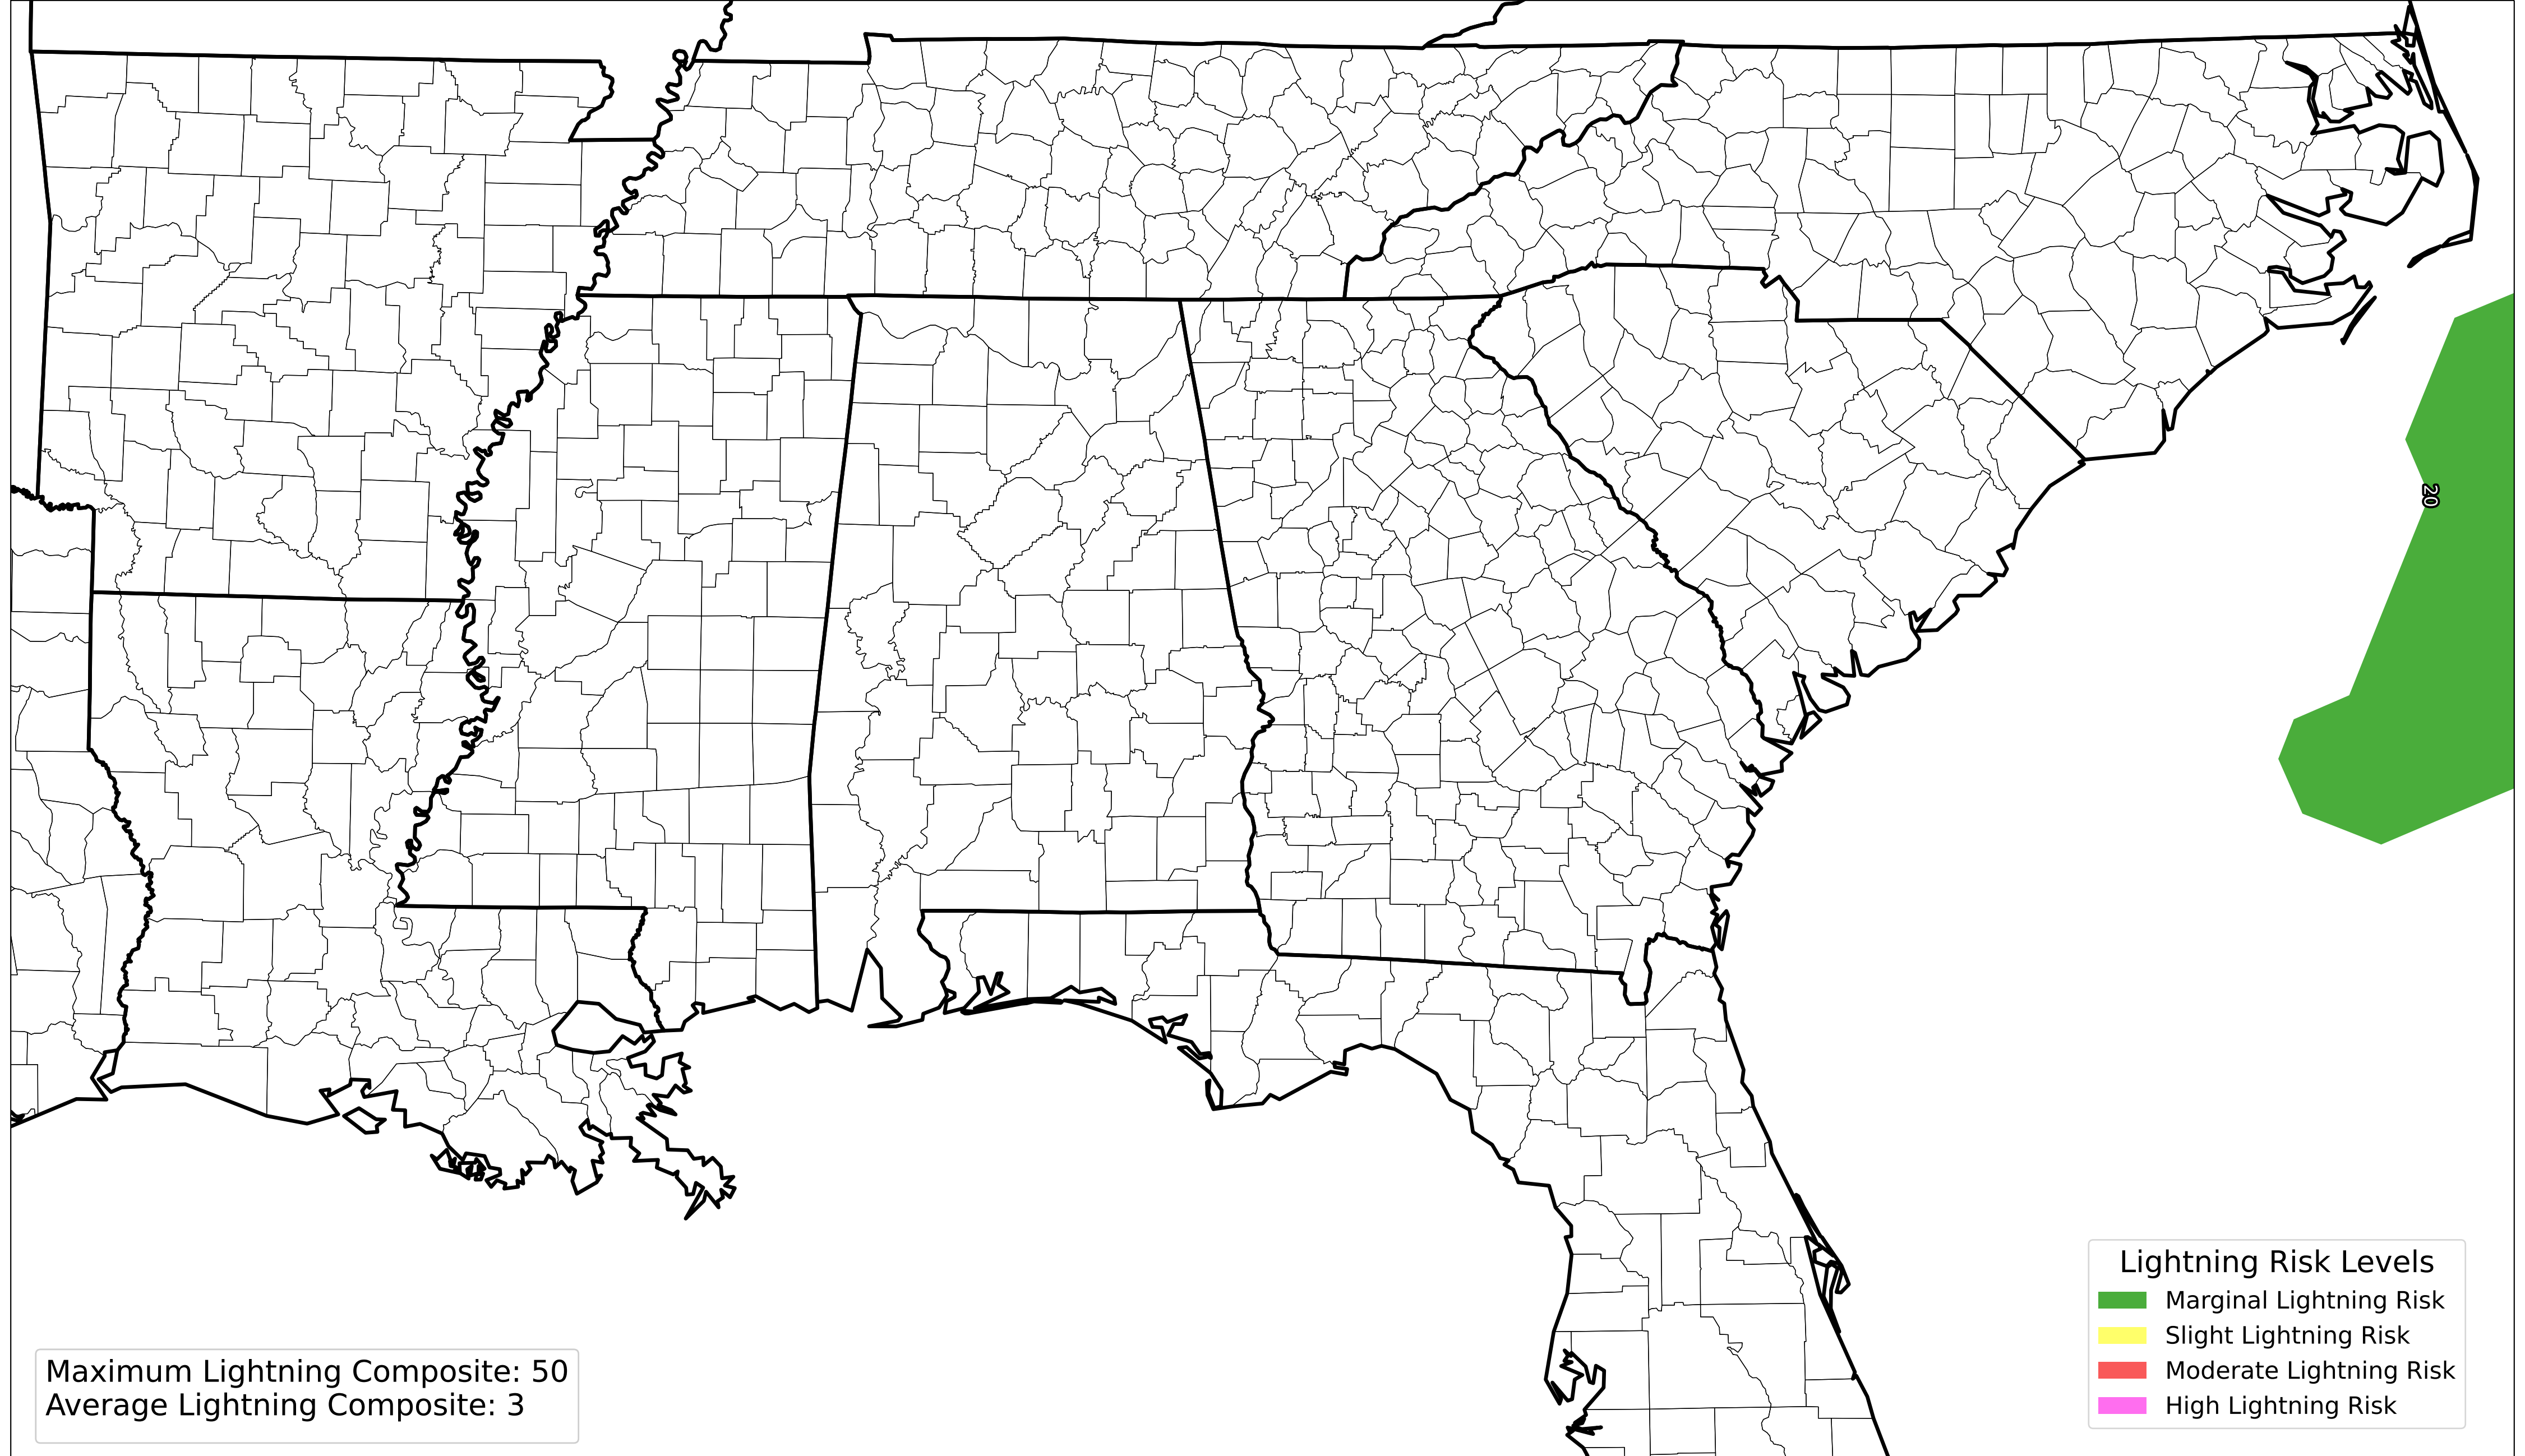 20
Lightning Risk Levels
Marginal Lightning Risk
Slight Lightning Risk
Moderate Lightning Risk
High Lightning Risk
Maximum Lightning Composite: 50
Average Lightning Composite: 3